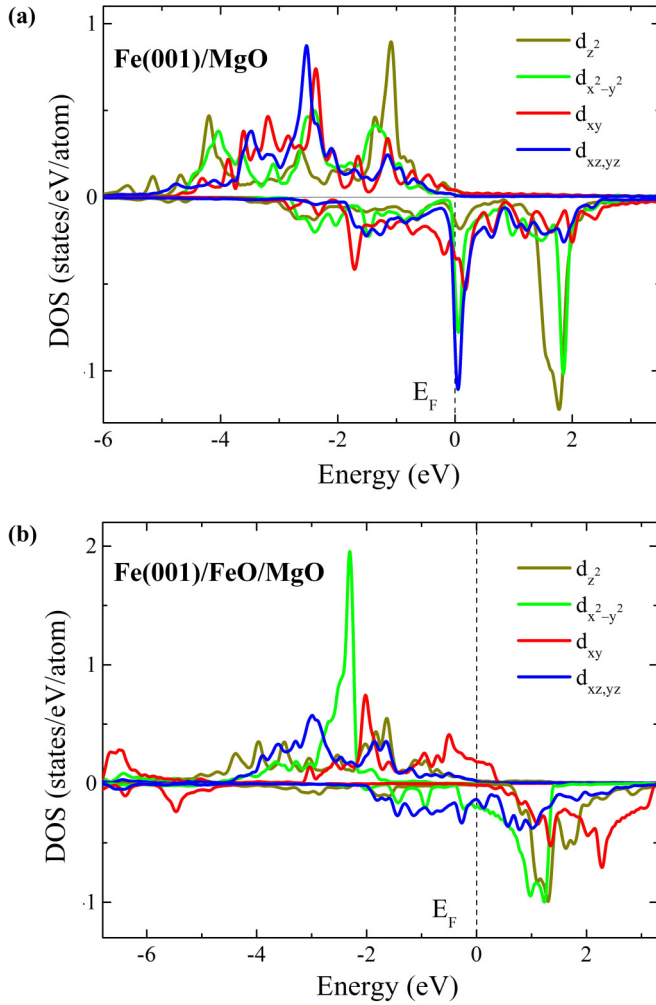 (a)
Fe(001)/MgO
d_z²
d_x²−y²
d_xy
d_xz,yz
DOS (states/eV/atom)
1
0
-1
E_F
-6
-4
-2
0
2
Energy (eV)
(b)
Fe(001)/FeO/MgO
d_z²
d_x²−y²
d_xy
d_xz,yz
DOS (states/eV/atom)
2
1
0
-1
E_F
-6
-4
-2
0
2
Energy (eV)